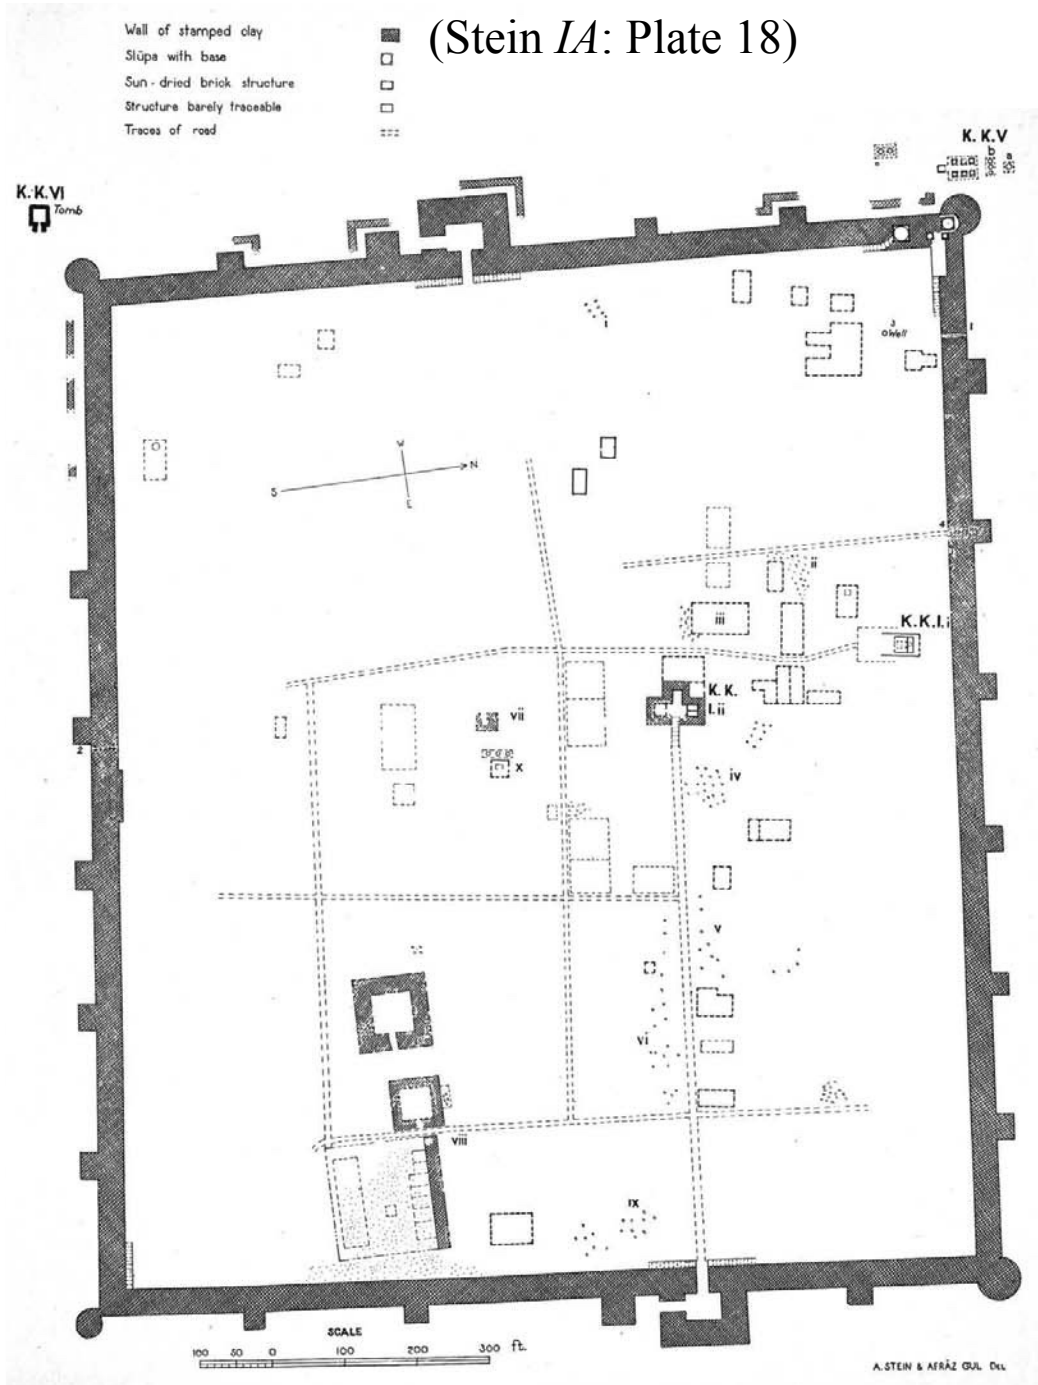 (Stein IA: Plate 18)
Wall of stamped clay
Stūpa with base
Sun-dried brick structure
Structure barely traceable
Traces of road
K.K.VI
Tomb
K.K.V
b
a
i
3
Well
1
W
N
S
E
4
ii
iii
K.K.I.i
K.K.
I.ii
vii
x
2
iv
v
vi
viii
ix
SCALE
100 50 0 100 200 300 ft.
A. STEIN & AFRĀZ GUL DEL